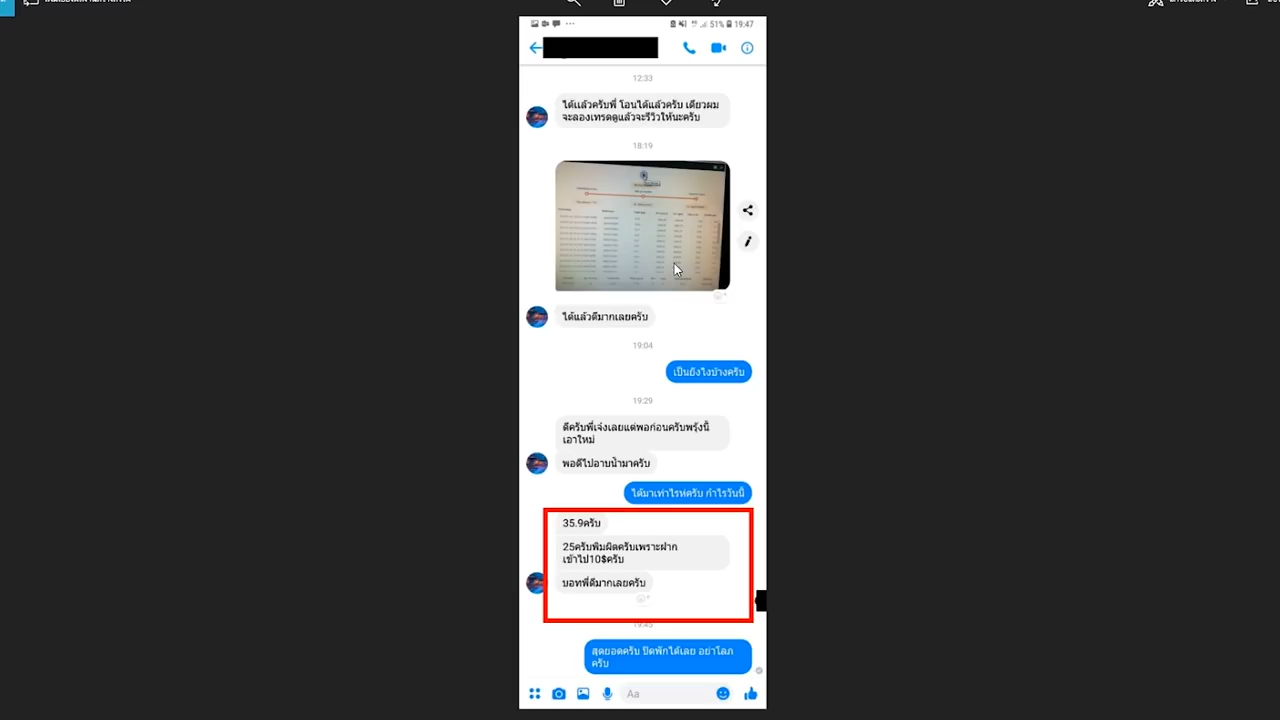 51% 19:47
12:33
ได้แล้วครับพี่ โอนได้แล้วครับ เดี๋ยวผม
จะลองเทรดดูแล้วจะรีวิวให้นะครับ
18:19
ได้แล้วดีมากเลยครับ
19:04
เป็นยังไงบ้างครับ
19:29
ดีครับพี่เจ๋งเลยแต่พอก่อนครับพรุ้งนี้
เอาใหม่
พอดีไปอาบน้ำมาครับ
ได้มาเท่าไรห่ครับ กำไรวันนี้
35.9ครับ
25ครับพิมผิดครับเพราะฝาก
เข้าไป10$ครับ
บอทพี่ดีมากเลยครับ
19:45
สุดยอดครับ ปิดพักได้เลย อย่าโลภ
ครับ
Aa